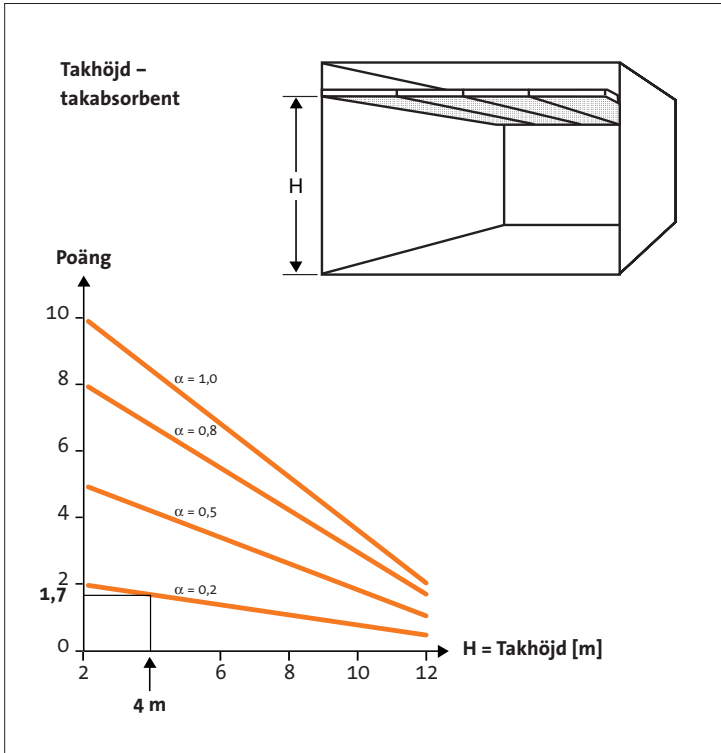 Takhöjd –
takabsorbent
H
Poäng
10
8
6
4
2
1,7
0
α = 1,0
α = 0,8
α = 0,5
α = 0,2
2
6
8
10
12
H = Takhöjd [m]
4 m